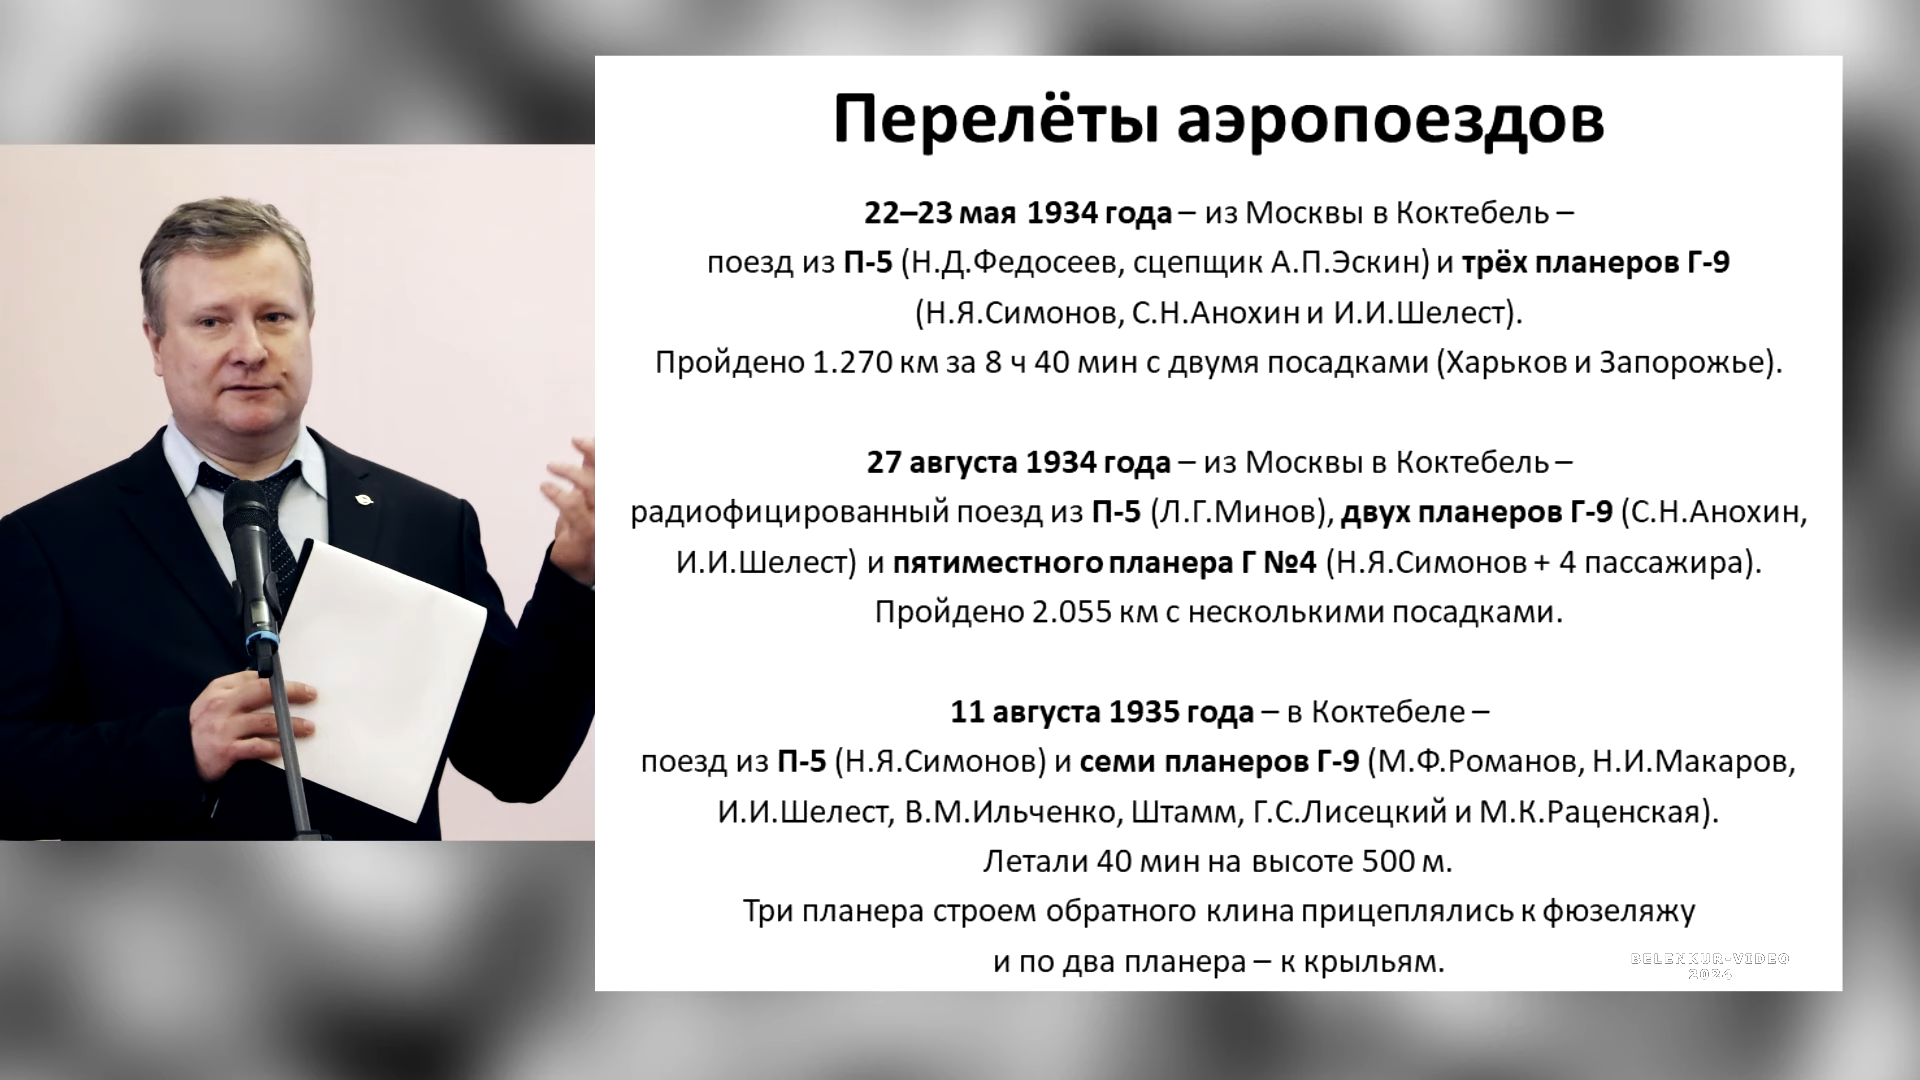 Перелёты аэропоездов
22–23 мая 1934 года – из Москвы в Коктебель –
поезд из П-5 (Н.Д.Федосеев, сцепщик А.П.Эскин) и трёх планеров Г-9
(Н.Я.Симонов, С.Н.Анохин и И.И.Шелест).
Пройдено 1.270 км за 8 ч 40 мин с двумя посадками (Харьков и Запорожье).
27 августа 1934 года – из Москвы в Коктебель –
радиофицированный поезд из П-5 (Л.Г.Минов), двух планеров Г-9 (С.Н.Анохин,
И.И.Шелест) и пятиместного планера Г №4 (Н.Я.Симонов + 4 пассажира).
Пройдено 2.055 км с несколькими посадками.
11 августа 1935 года – в Коктебеле –
поезд из П-5 (Н.Я.Симонов) и семи планеров Г-9 (М.Ф.Романов, Н.И.Макаров,
И.И.Шелест, В.М.Ильченко, Штамм, Г.С.Лисецкий и М.К.Раценская).
Летали 40 мин на высоте 500 м.
Три планера строем обратного клина прицеплялись к фюзеляжу
и по два планера – к крыльям.
BELENKUR-VIDEO
2024